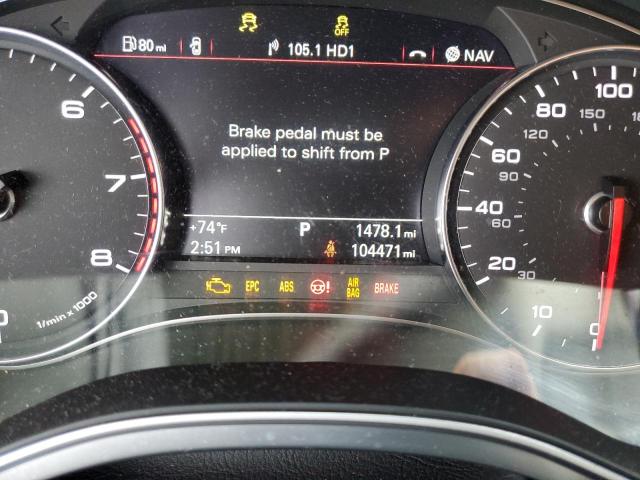 OFF
80 mi
105.1 HD1
NAV
Brake pedal must be
applied to shift from P
+74°F
P
1478.1 mi
2:51 PM
104471 mi
EPC
ABS
AIR
BAG
BRAKE
6
7
8
1/min x 1000
0
10
20
30
40
60
60
90
80
120
100
150